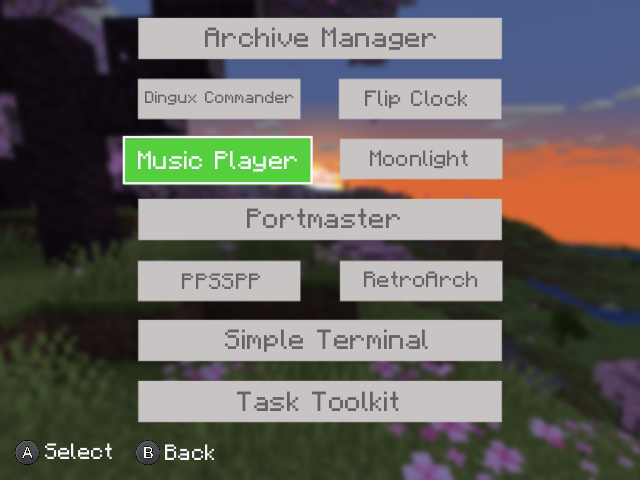 Archive Manager
Dingux Commander
Flip Clock
Music Player
Moonlight
Portmaster
PPSSPP
RetroArch
Simple Terminal
Task Toolkit
A Select B Back